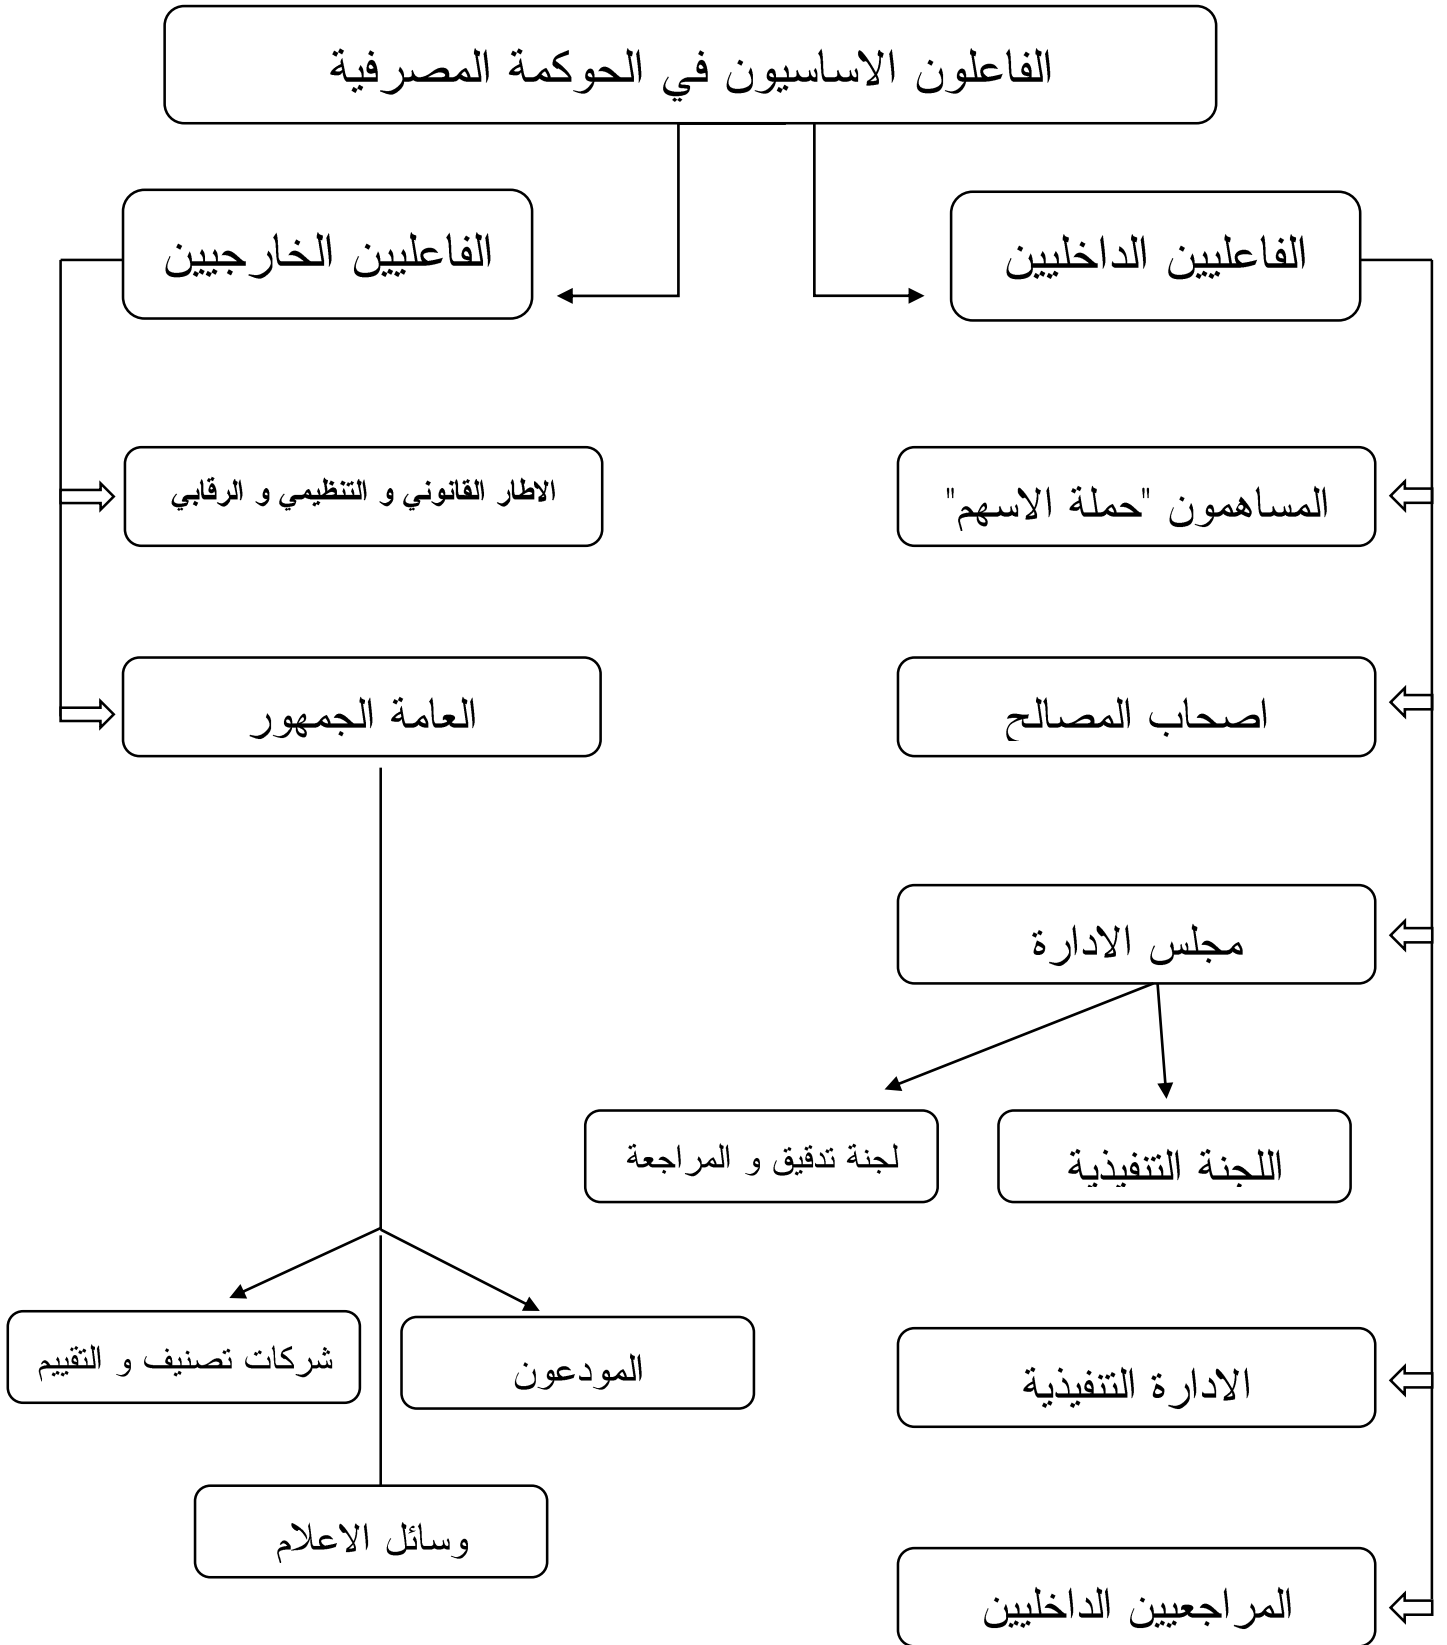 الفاعلون الاساسيون في الحوكمة المصرفية
الفاعليين الداخليين
الفاعليين الخارجيين
المساهمون "حملة الاسهم"
الاطار القانوني و التنظيمي و الرقابي
اصحاب المصالح
العامة الجمهور
مجلس الادارة
اللجنة التنفيذية
لجنة تدقيق و المراجعة
المودعون
شركات تصنيف و التقييم
الادارة التنفيذية
وسائل الاعلام
المراجعيين الداخليين